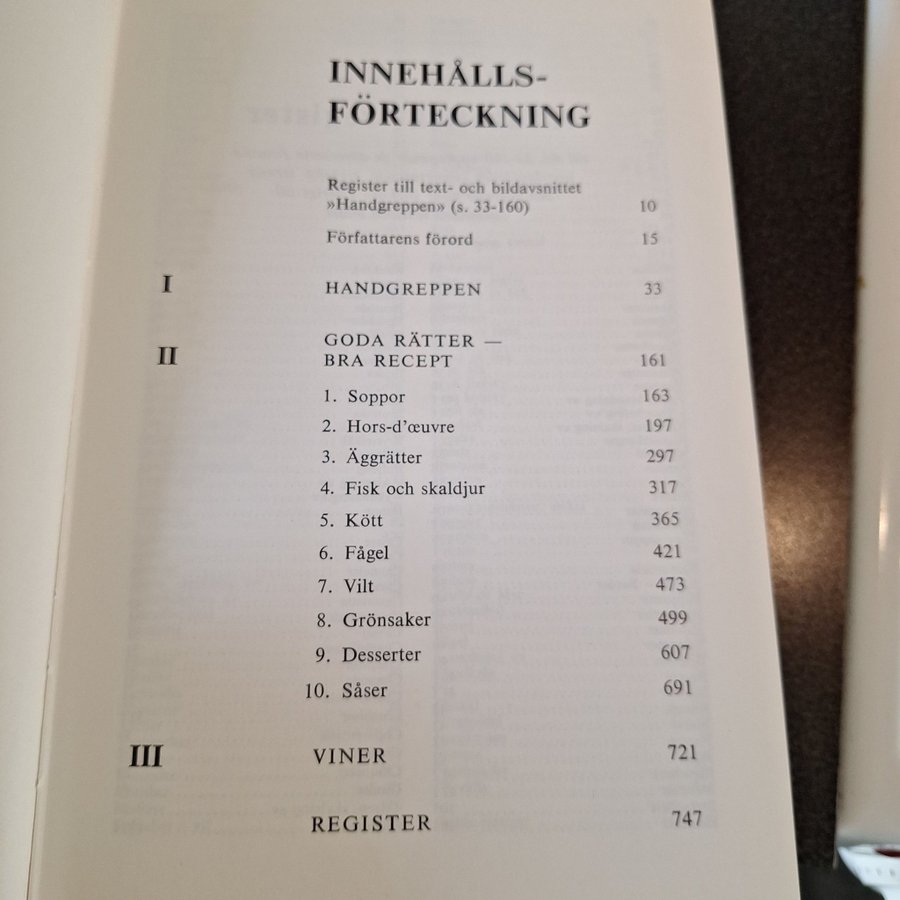 INNEHÅLLS-
FÖRTECKNING
Register till text- och bildavsnittet
»Handgreppen» (s. 33-160) 10
Författarens förord 15
I HANDGREPPEN 33
GODA RÄTTER —
II BRA RECEPT 161
1. Soppor 163
2. Hors-d'œuvre 197
3. Äggrätter 297
4. Fisk och skaldjur 317
5. Kött 365
6. Fågel 421
7. Vilt 473
8. Grönsaker 499
9. Desserter 607
10. Såser 691
III VINER 721
REGISTER 747